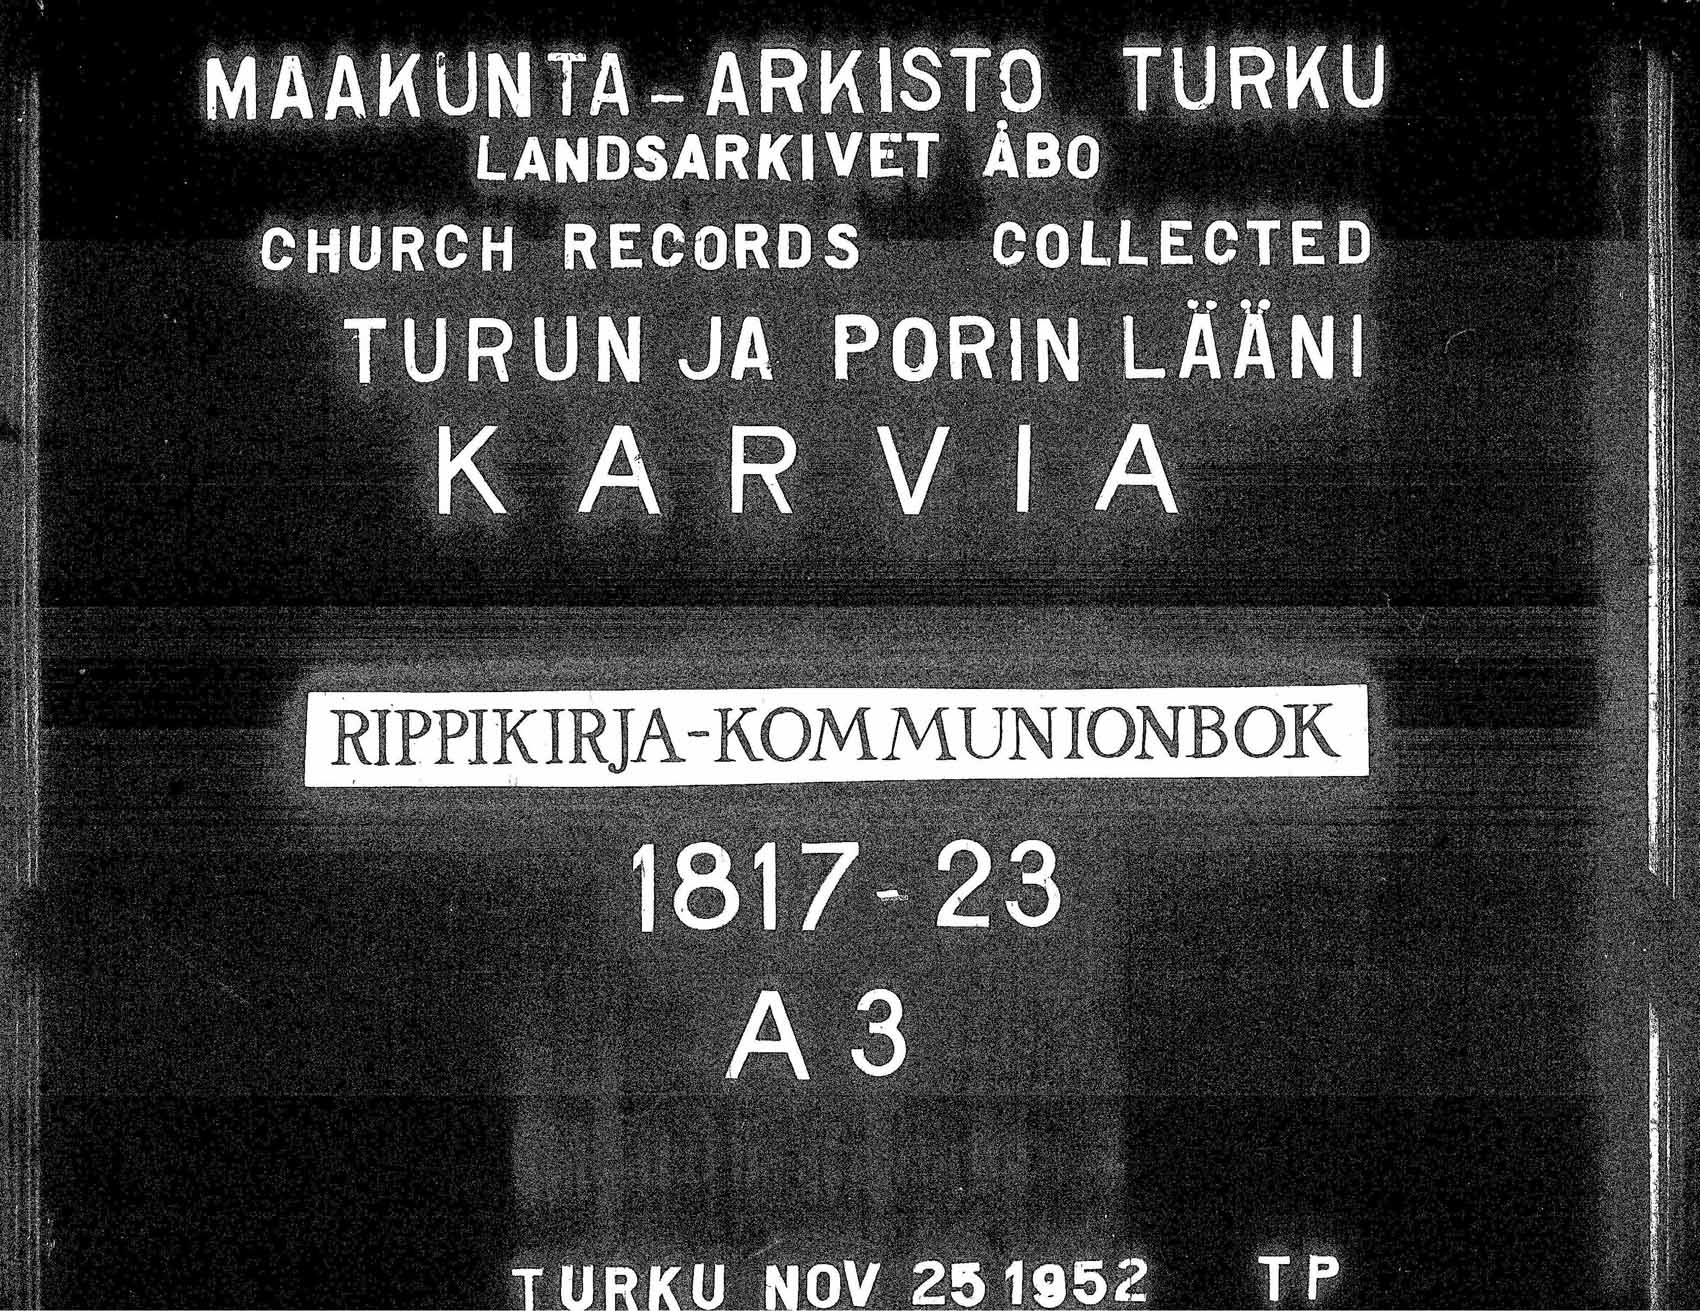 MAAKUNTA-ARKISTO TURKU
LANDSARKIVET ÅBO
CHURCH RECORDS COLLECTED
TURUN JA PORIN LÄÄNI
KARVIA
RIPPIKIRJA-KOMMUNIONBOK
1817-23
A 3
TURKU NOV 25 1952 TP